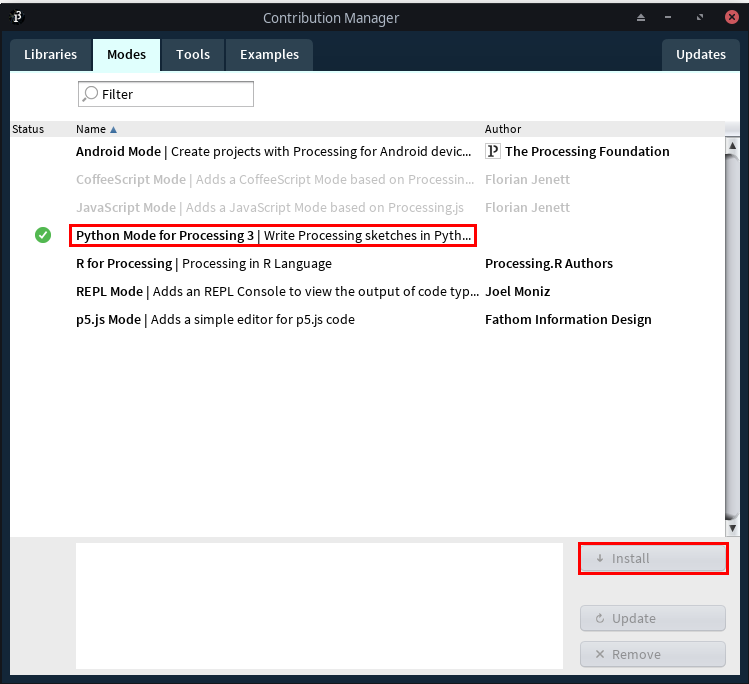 Contribution Manager
Libraries Modes Tools Examples Updates
Filter
Status Name Author
Android Mode | Create projects with Processing for Android devic... The Processing Foundation
CoffeeScript Mode | Adds a CoffeeScript Mode based on Processin... Florian Jenett
JavaScript Mode | Adds a JavaScript Mode based on Processing.js Florian Jenett
Python Mode for Processing 3 | Write Processing sketches in Pyth...
R for Processing | Processing in R Language Processing.R Authors
REPL Mode | Adds an REPL Console to view the output of code typ... Joel Moniz
p5.js Mode | Adds a simple editor for p5.js code Fathom Information Design
Install
Update
Remove